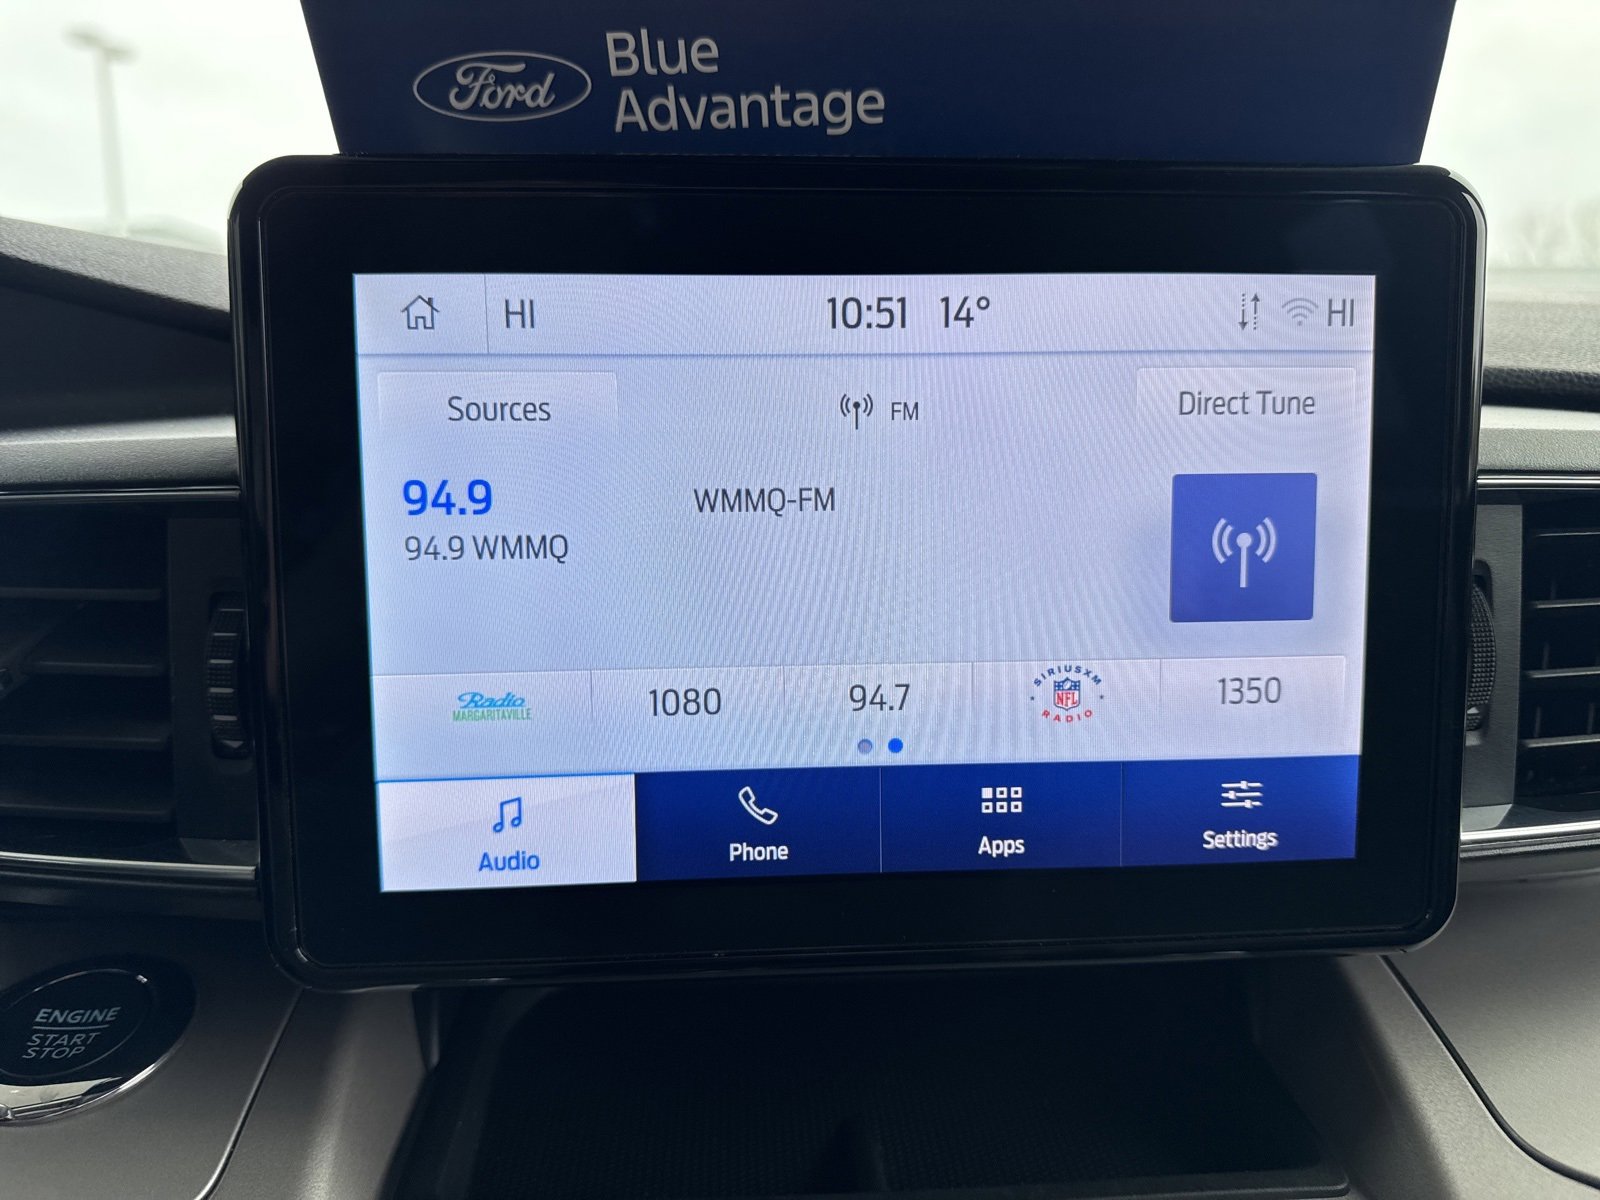 Ford
Blue
Advantage
HI 10:51 14° HI
Sources FM Direct Tune
94.9 WMMQ-FM
94.9 WMMQ
Radio
MARGARITAVILLE
1080 94.7 SIRIUSXM NFL RADIO 1350
Audio Phone Apps Settings
ENGINE
START
STOP